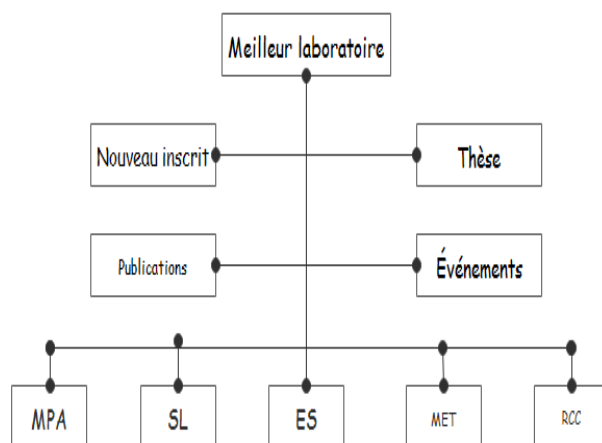 Meilleur laboratoire
Nouveau inscrit
Thèse
Publications
Événements
MPA
SL
ES
MET
RCC